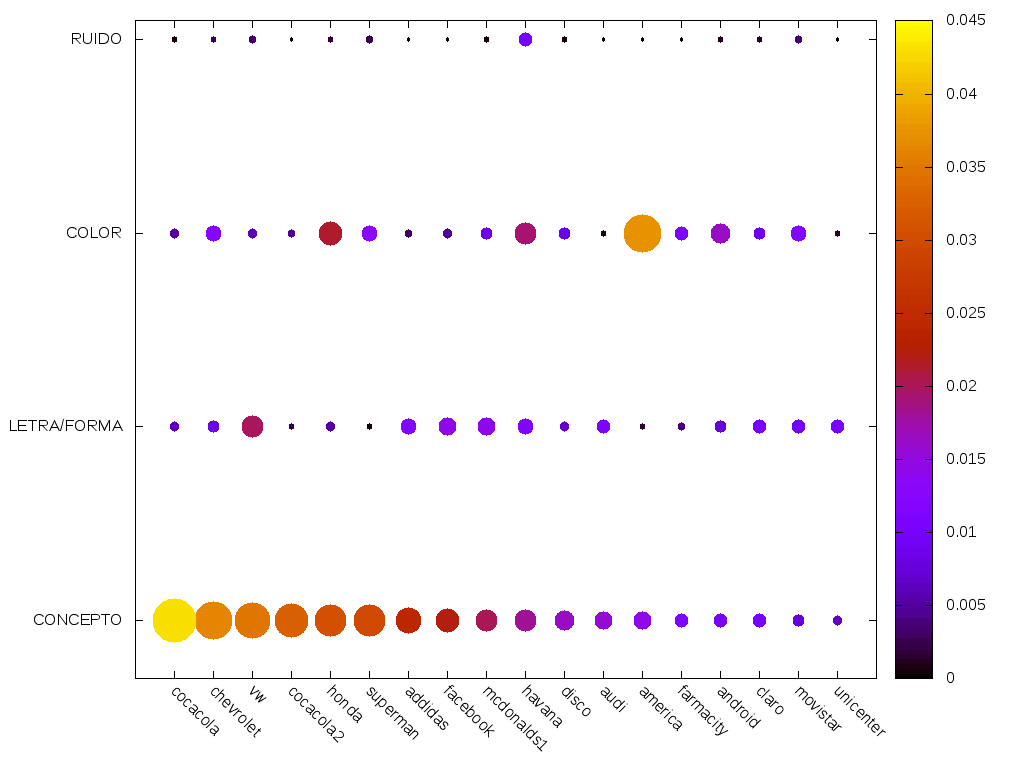 RUIDO
COLOR
LETRA/FORMA
CONCEPTO
cocacola
chevrolet
vw
cocacola2
honda
superman
addidas
facebook
mcdonalds1
havana
disco
audi
america
farmacity
android
claro
movistar
unicenter
0.045
0.04
0.035
0.03
0.025
0.02
0.015
0.01
0.005
0